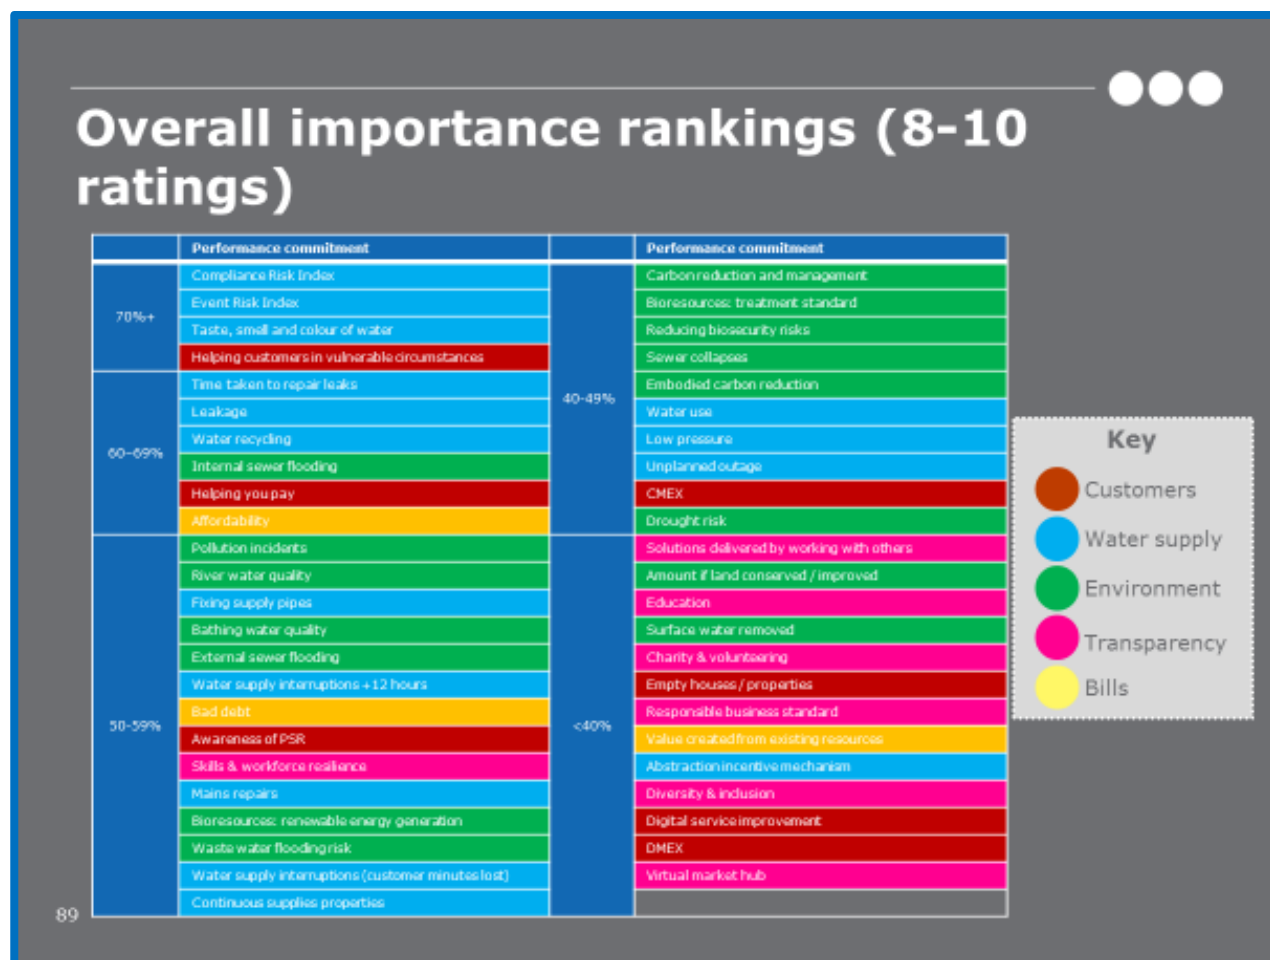 Overall importance rankings (8-10
ratings)
Performance commitment
70%+
Compliance Risk Index
Event Risk Index
Taste, smell and colour of water
Helping customers in vulnerable circumstances
60-69%
Time taken to repair leaks
Leakage
Water recycling
Internal sewer flooding
Helping you pay
Affordability
50-59%
Pollution incidents
River water quality
Fixing supply pipes
Bathing water quality
External sewer flooding
Water supply interruptions +12 hours
Bad debt
Awareness of PSR
Skills & workforce resilience
Mains repairs
Bioresources: renewable energy generation
Waste water flooding risk
Water supply interruptions (customer minutes lost)
Continuous supplies properties
Performance commitment
40-49%
Carbon reduction and management
Bioresources: treatment standard
Reducing biosecurity risks
Sewer collapses
Embodied carbon reduction
Water use
Low pressure
Unplanned outage
CMEX
Drought risk
<40%
Solutions delivered by working with others
Amount if land conserved / improved
Education
Surface water removed
Charity & volunteering
Empty houses / properties
Responsible business standard
Value created from existing resources
Abstraction incentive mechanism
Diversity & inclusion
Digital service improvement
DMEX
Virtual market hub
Key
Customers
Water supply
Environment
Transparency
Bills
89